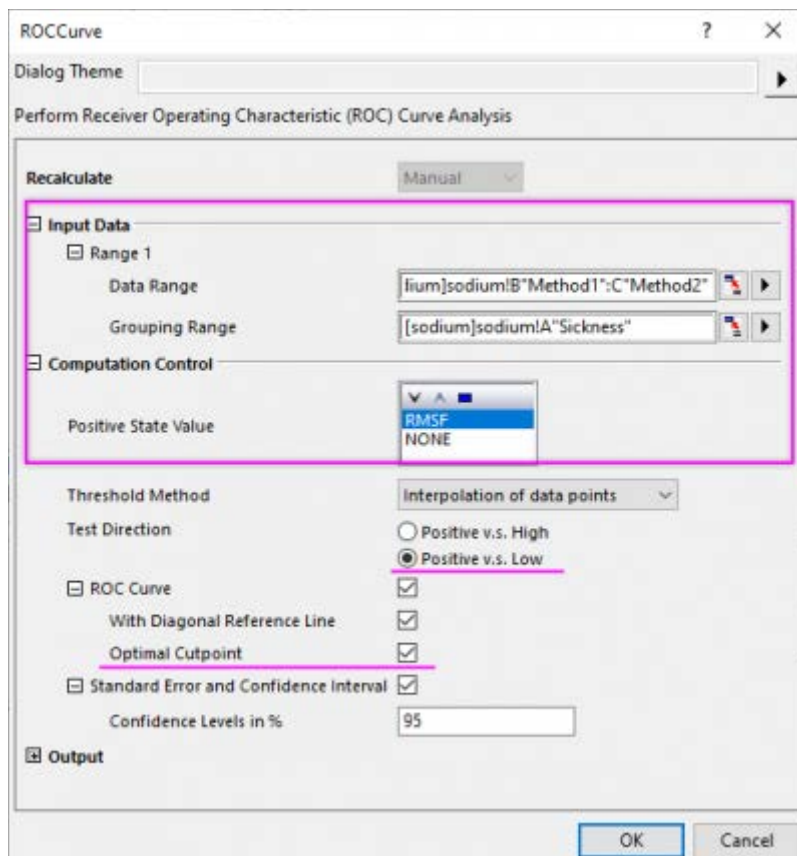 ROCCurve
Dialog Theme
Perform Receiver Operating Characteristic (ROC) Curve Analysis
Recalculate Manual
Input Data
Range 1
Data Range lium]sodium!B"Method1":C"Method2"
Grouping Range [sodium]sodium!A"Sickness"
Computation Control
Positive State Value
RMSF
NONE
Threshold Method Interpolation of data points
Test Direction Positive v.s. High
Positive v.s. Low
ROC Curve
With Diagonal Reference Line
Optimal Cutpoint
Standard Error and Confidence Interval
Confidence Levels in % 95
Output
OK Cancel